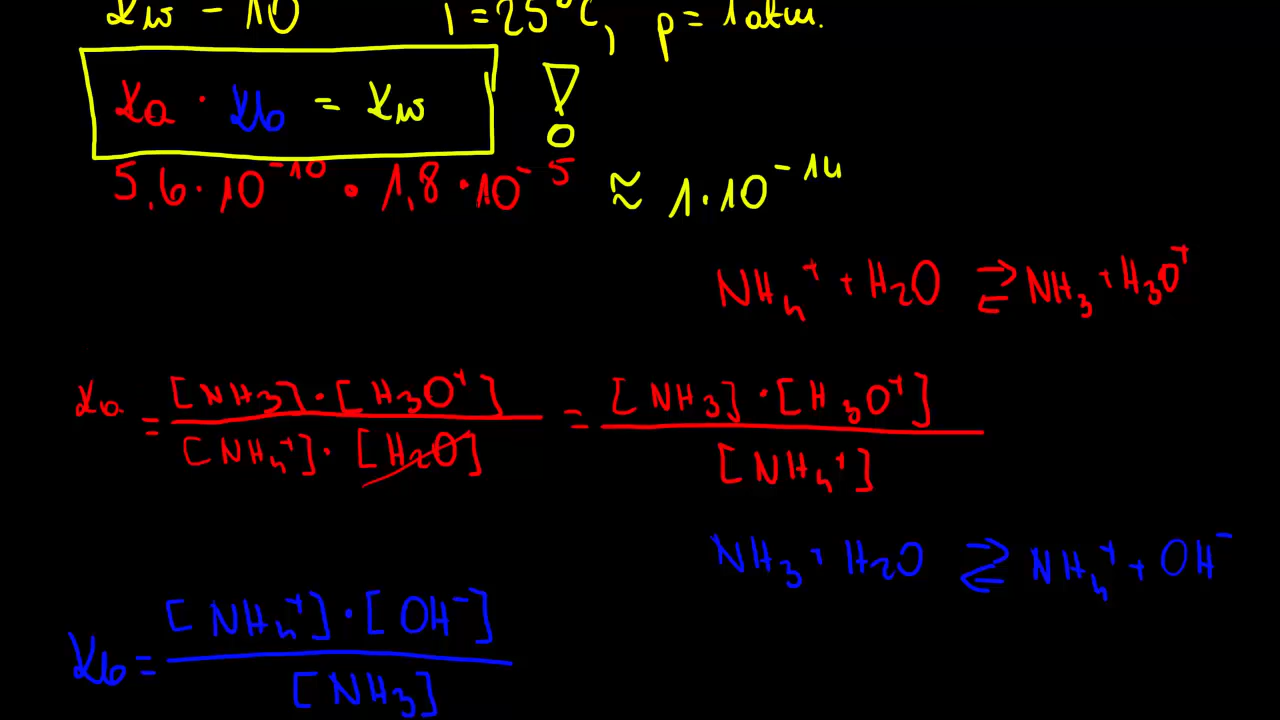 Kw = 10 T = 25°C, p = 1 atm.
Ka · Kb = Kw !
5,6 · 10⁻¹⁰ · 1,8 · 10⁻⁵ ≈ 1 · 10⁻¹⁴
NH₄⁺ + H₂O ⇄ NH₃ + H₃O⁺
Ka = [NH₃] · [H₃O⁺] / [NH₄⁺] · [H₂O] = [NH₃] · [H₃O⁺] / [NH₄⁺]
NH₃ + H₂O ⇄ NH₄⁺ + OH⁻
Kb = [NH₄⁺] · [OH⁻] / [NH₃]